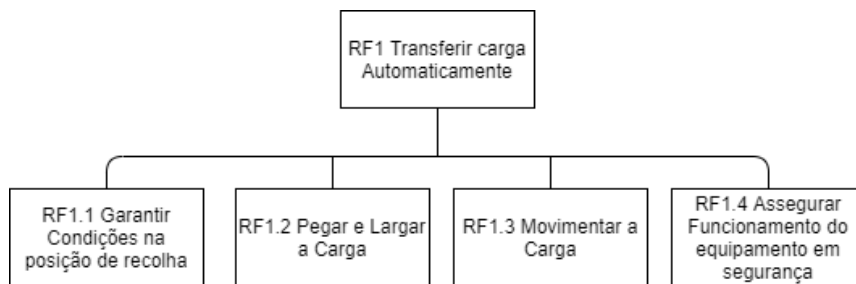 RF1 Transferir carga
Automaticamente
RF1.1 Garantir
Condições na
posição de recolha
RF1.2 Pegar e Largar
a Carga
RF1.3 Movimentar a
Carga
RF1.4 Assegurar
Funcionamento do
equipamento em
segurança